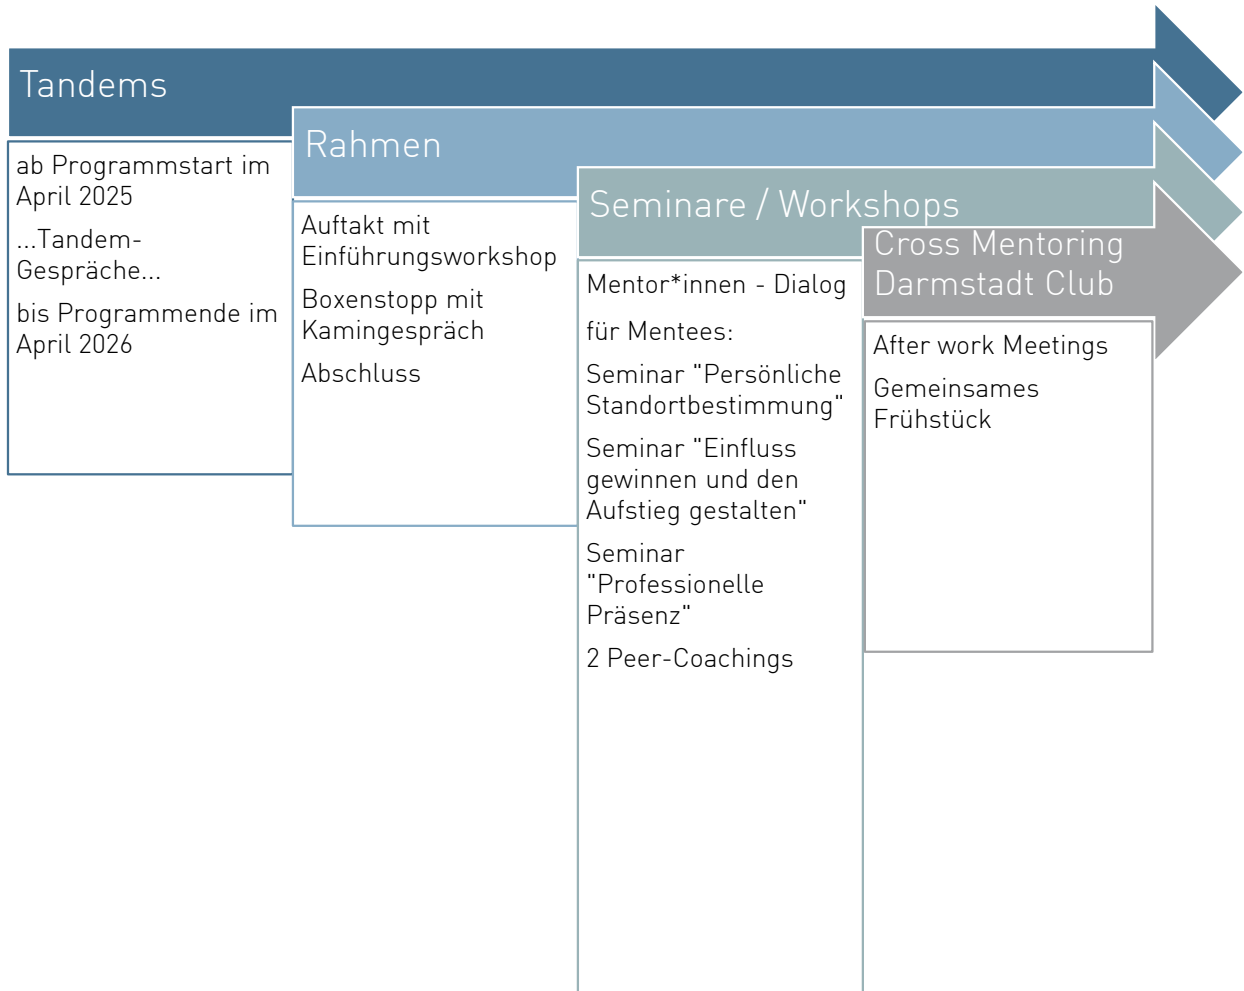 Tandems
ab Programmstart im
April 2025
...Tandem-
Gespräche...
bis Programmende im
April 2026
Rahmen
Auftakt mit
Einführungsworkshop
Boxenstopp mit
Kamingespräch
Abschluss
Seminare / Workshops
Mentor*innen - Dialog
für Mentees:
Seminar "Persönliche
Standortbestimmung"
Seminar "Einfluss
gewinnen und den
Aufstieg gestalten"
Seminar
"Professionelle
Präsenz"
2 Peer-Coachings
Cross Mentoring
Darmstadt Club
After work Meetings
Gemeinsames
Frühstück